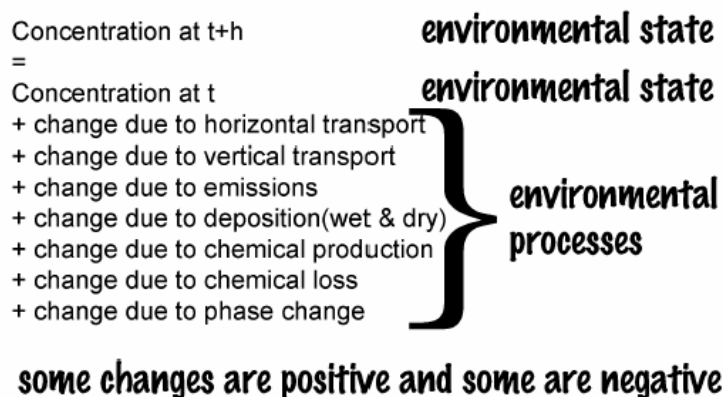 Concentration at t+h environmental state
=
Concentration at t environmental state
+ change due to horizontal transport
+ change due to vertical transport
+ change due to emissions
+ change due to deposition(wet & dry)
+ change due to chemical production
+ change due to chemical loss
+ change due to phase change
environmental
processes
some changes are positive and some are negative